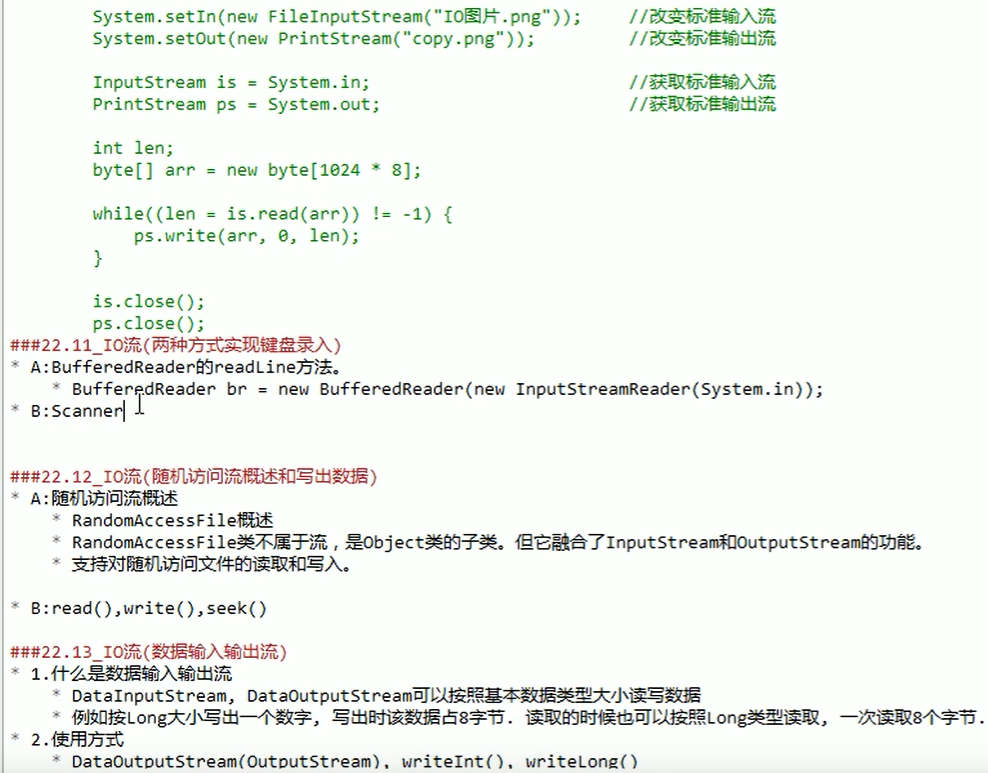 System.setIn(new FileInputStream("IO图片.png"));     //改变标准输入流
System.setOut(new PrintStream("copy.png"));         //改变标准输出流
InputStream is = System.in;                         //获取标准输入流
PrintStream ps = System.out;                        //获取标准输出流
int len;
byte[] arr = new byte[1024 * 8];
while((len = is.read(arr)) != -1) {
    ps.write(arr, 0, len);
}
is.close();
ps.close();
###22.11_IO流(两种方式实现键盘录入)
* A:BufferedReader的readLine方法。
    * BufferedReader br = new BufferedReader(new InputStreamReader(System.in));
* B:Scanner
###22.12_IO流(随机访问流概述和写出数据)
* A:随机访问流概述
    * RandomAccessFile概述
    * RandomAccessFile类不属于流，是Object类的子类。但它融合了InputStream和OutputStream的功能。
    * 支持对随机访问文件的读取和写入。
* B:read(),write(),seek()
###22.13_IO流(数据输入输出流)
* 1.什么是数据输入输出流
    * DataInputStream, DataOutputStream可以按照基本数据类型大小读写数据
    * 例如按Long大小写出一个数字, 写出时该数据占8字节. 读取的时候也可以按照Long类型读取, 一次读取8个字节.
* 2.使用方式
    * DataOutputStream(OutputStream), writeInt(), writeLong()